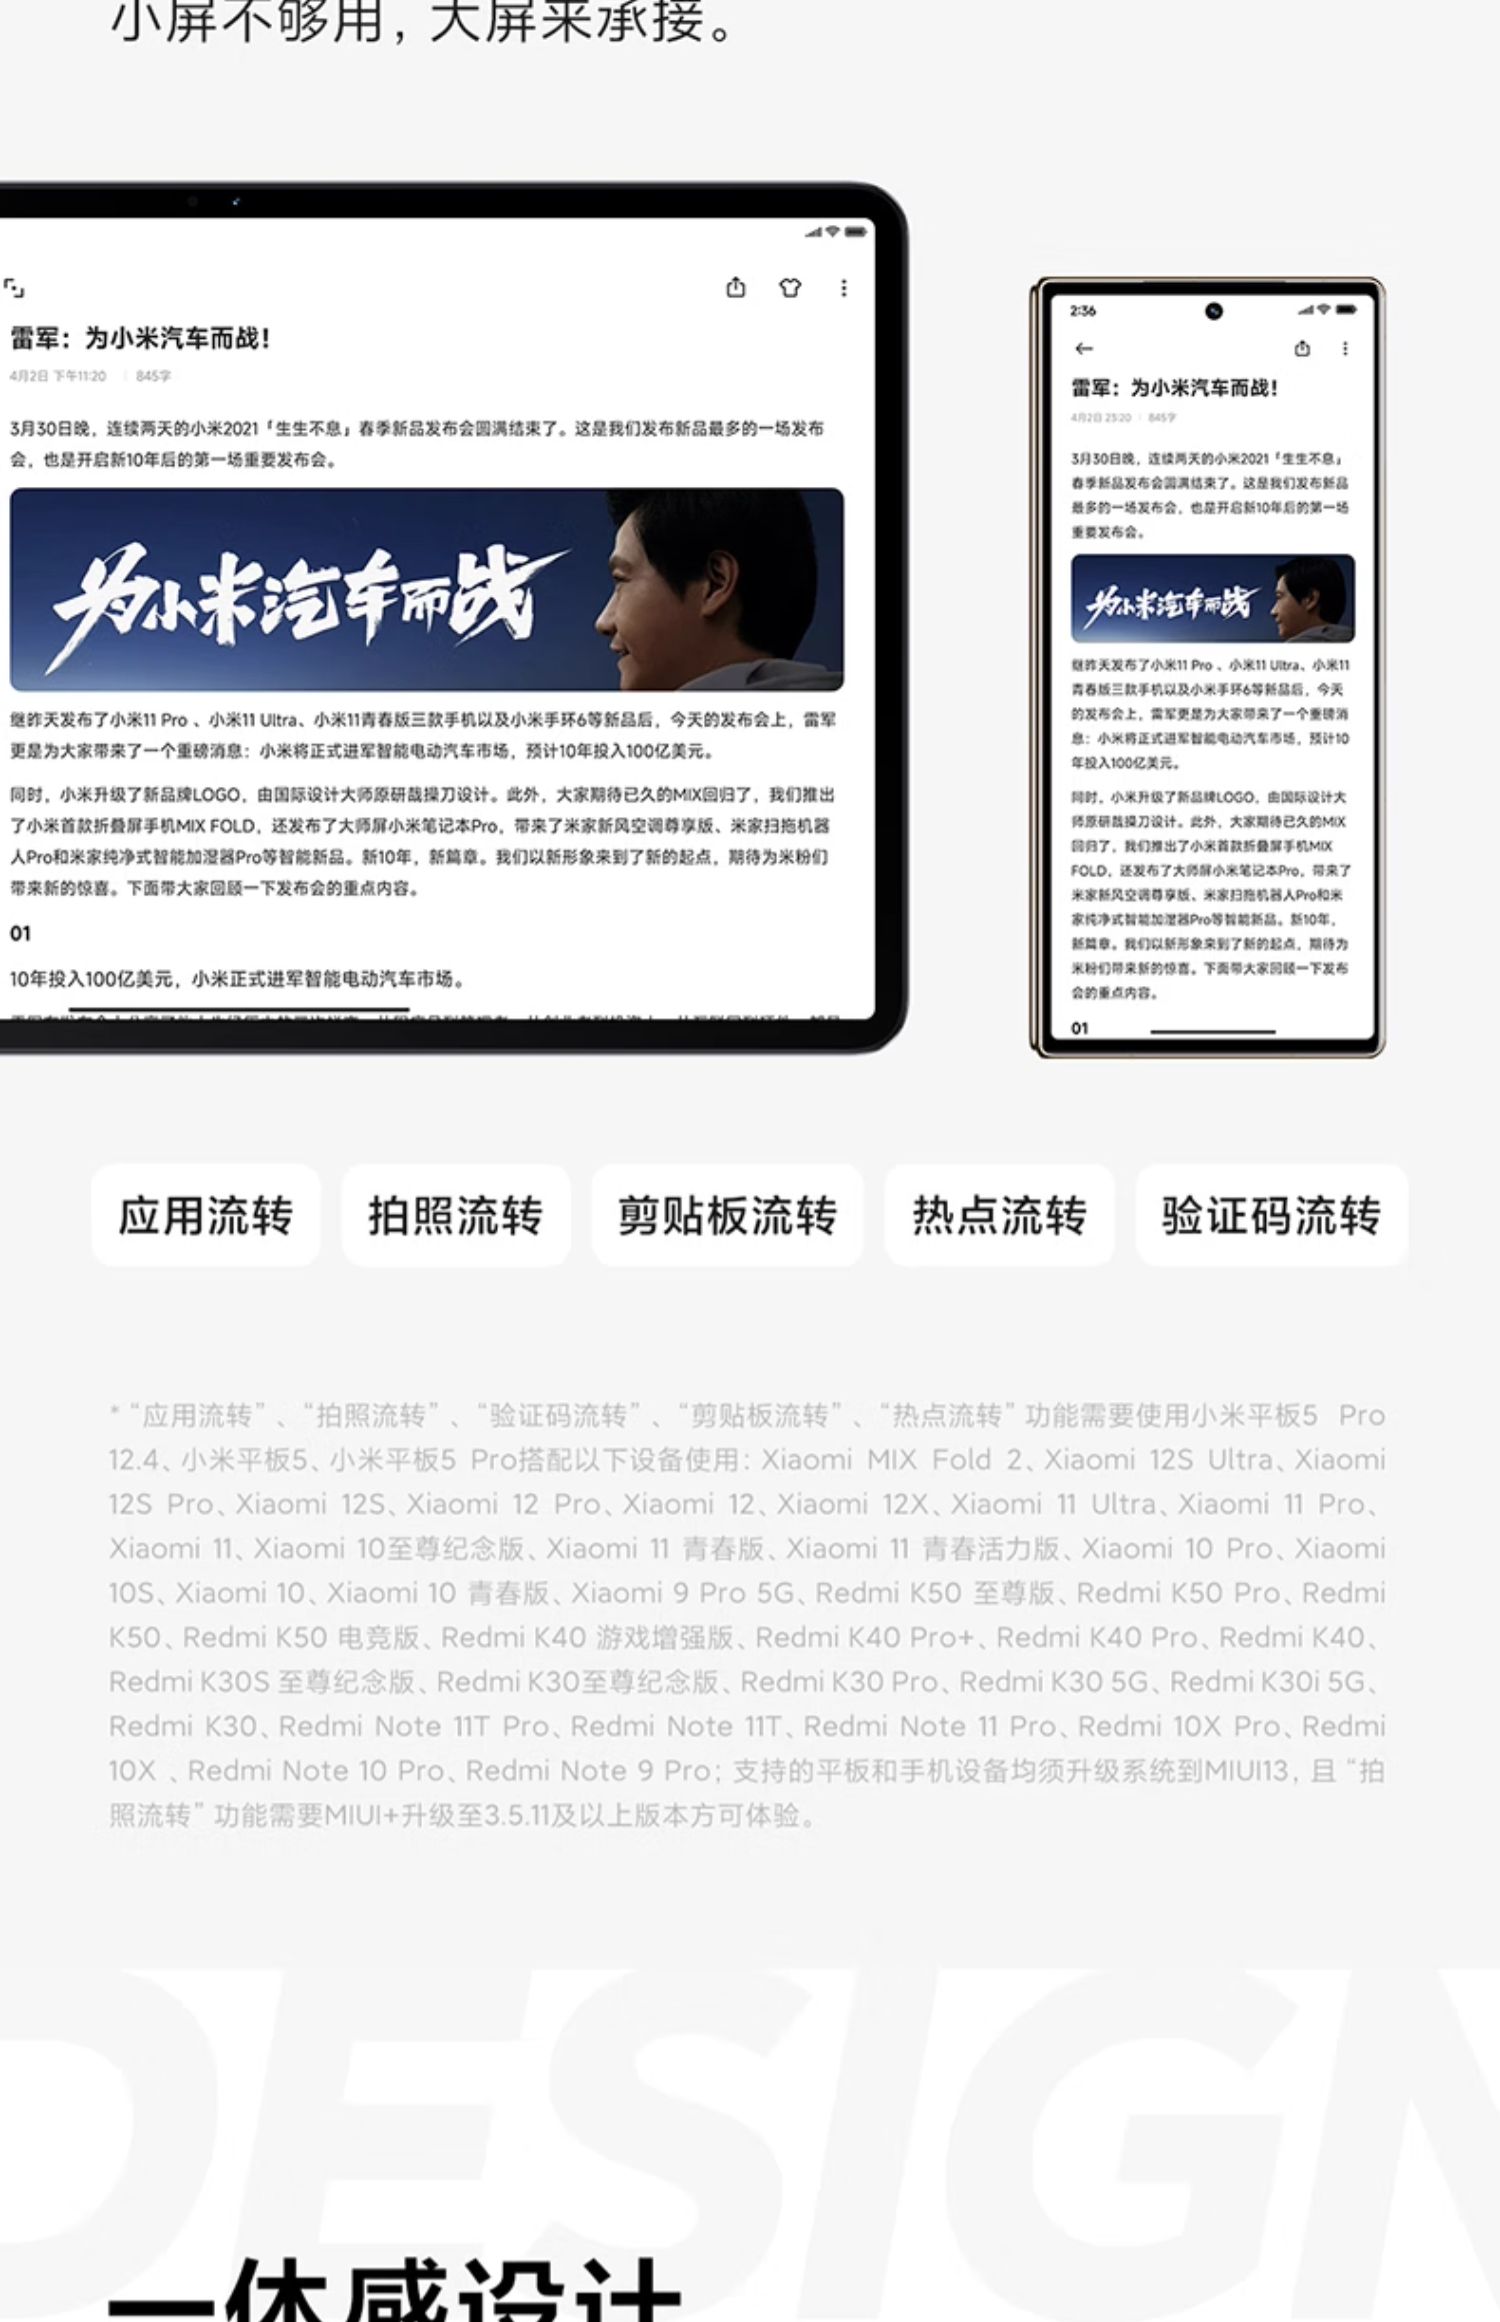 小屏不够用，大屏来承接。
雷军：为小米汽车而战！
4月2日 下午11:20 | 845字
3月30日晚，连续两天的小米2021「生生不息」春季新品发布会圆满结束了。这是我们发布新品最多的一场发布
会，也是开启新10年后的第一场重要发布会。
为小米汽车而战
继昨天发布了小米11 Pro 、小米11 Ultra、小米11青春版三款手机以及小米手环6等新品后，今天的发布会上，雷军
更是为大家带来了一个重磅消息：小米将正式进军智能电动汽车市场，预计10年投入100亿美元。
同时，小米升级了新品牌LOGO，由国际设计大师原研哉操刀设计。此外，大家期待已久的MIX回归了，我们推出
了小米首款折叠屏手机MIX FOLD，还发布了大师屏小米笔记本Pro，带来了米家新风空调尊享版、米家扫拖机器
人Pro和米家纯净式智能加湿器Pro等智能新品。新10年，新篇章。我们以新形象来到了新的起点，期待为米粉们
带来新的惊喜。下面带大家回顾一下发布会的重点内容。
01
10年投入100亿美元，小米正式进军智能电动汽车市场。
2:36
雷军：为小米汽车而战！
4月2日 23:20 | 845字
3月30日晚，连续两天的小米2021「生生不息」
春季新品发布会圆满结束了。这是我们发布新品
最多的一场发布会，也是开启新10年后的第一场
重要发布会。
为小米汽车而战
继昨天发布了小米11 Pro 、小米11 Ultra、小米11
青春版三款手机以及小米手环6等新品后，今天
的发布会上，雷军更是为大家带来了一个重磅消
息：小米将正式进军智能电动汽车市场，预计10
年投入100亿美元。
同时，小米升级了新品牌LOGO，由国际设计大
师原研哉操刀设计。此外，大家期待已久的MIX
回归了，我们推出了小米首款折叠屏手机MIX
FOLD，还发布了大师屏小米笔记本Pro，带来了
米家新风空调尊享版、米家扫拖机器人Pro和米
家纯净式智能加湿器Pro等智能新品。新10年，
新篇章。我们以新形象来到了新的起点，期待为
米粉们带来新的惊喜。下面带大家回顾一下发布
会的重点内容。
01
应用流转 拍照流转 剪贴板流转 热点流转 验证码流转
* “应用流转” 、“拍照流转” 、“验证码流转” 、“剪贴板流转” 、“热点流转” 功能需要使用小米平板5 Pro
12.4、小米平板5、小米平板5 Pro搭配以下设备使用：Xiaomi MIX Fold 2、Xiaomi 12S Ultra、Xiaomi
12S Pro、Xiaomi 12S、Xiaomi 12 Pro、Xiaomi 12、Xiaomi 12X、Xiaomi 11 Ultra、Xiaomi 11 Pro、
Xiaomi 11、Xiaomi 10至尊纪念版、Xiaomi 11 青春版、Xiaomi 11 青春活力版、Xiaomi 10 Pro、Xiaomi
10S、Xiaomi 10、Xiaomi 10 青春版、Xiaomi 9 Pro 5G、Redmi K50 至尊版、Redmi K50 Pro、Redmi
K50、Redmi K50 电竞版、Redmi K40 游戏增强版、Redmi K40 Pro+、Redmi K40 Pro、Redmi K40、
Redmi K30S 至尊纪念版、Redmi K30至尊纪念版、Redmi K30 Pro、Redmi K30 5G、Redmi K30i 5G、
Redmi K30、Redmi Note 11T Pro、Redmi Note 11T、Redmi Note 11 Pro、Redmi 10X Pro、Redmi
10X 、Redmi Note 10 Pro、Redmi Note 9 Pro；支持的平板和手机设备均须升级系统到MIUI13，且 “拍
照流转” 功能需要MIUI+升级至3.5.11及以上版本方可体验。
DESIGN
一体感设计